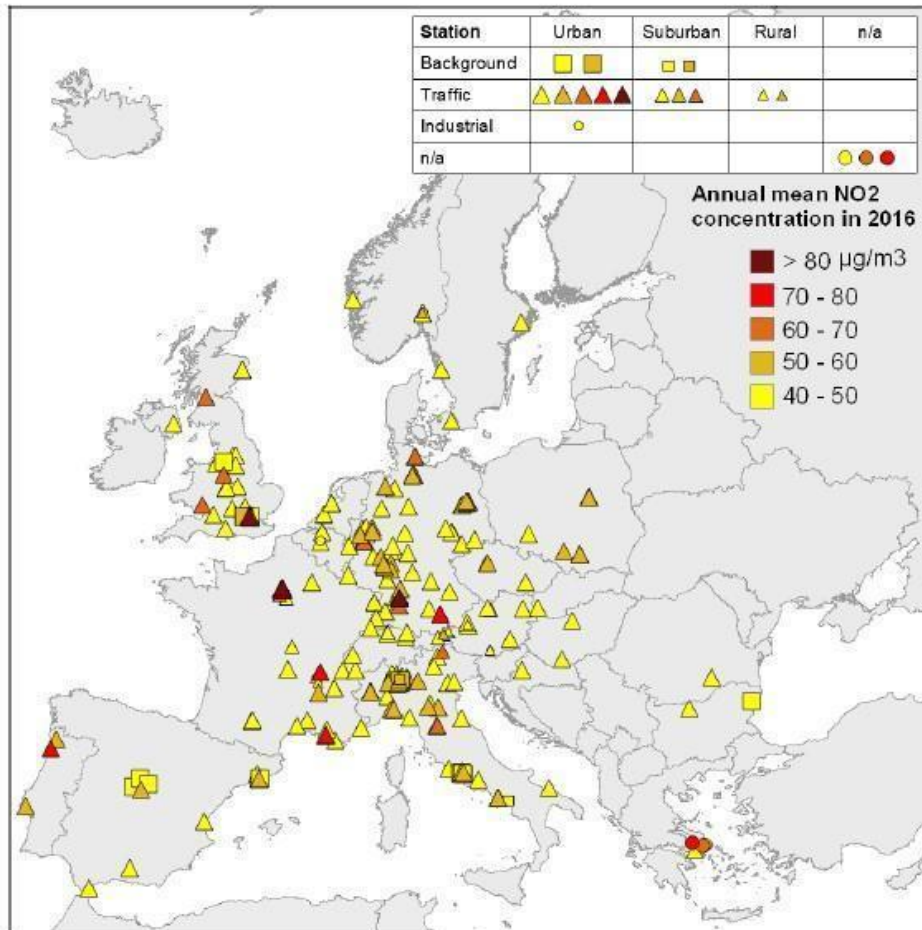 Station Urban Suburban Rural n/a
Background
Traffic
Industrial
n/a
Annual mean NO2
concentration in 2016
> 80 µg/m3
70 - 80
60 - 70
50 - 60
40 - 50